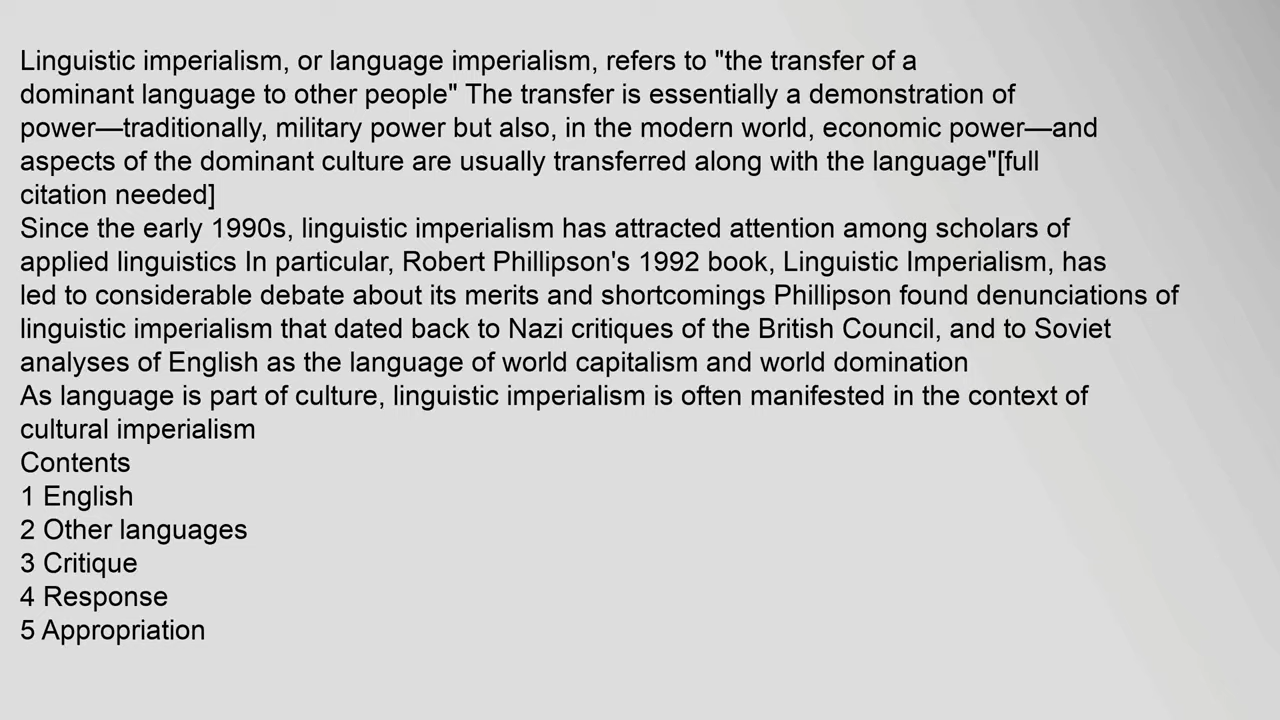 Linguistic imperialism, or language imperialism, refers to "the transfer of a
dominant language to other people" The transfer is essentially a demonstration of
power—traditionally, military power but also, in the modern world, economic power—and
aspects of the dominant culture are usually transferred along with the language"[full
citation needed]
Since the early 1990s, linguistic imperialism has attracted attention among scholars of
applied linguistics In particular, Robert Phillipson's 1992 book, Linguistic Imperialism, has
led to considerable debate about its merits and shortcomings Phillipson found denunciations of
linguistic imperialism that dated back to Nazi critiques of the British Council, and to Soviet
analyses of English as the language of world capitalism and world domination
As language is part of culture, linguistic imperialism is often manifested in the context of
cultural imperialism
Contents
1 English
2 Other languages
3 Critique
4 Response
5 Appropriation